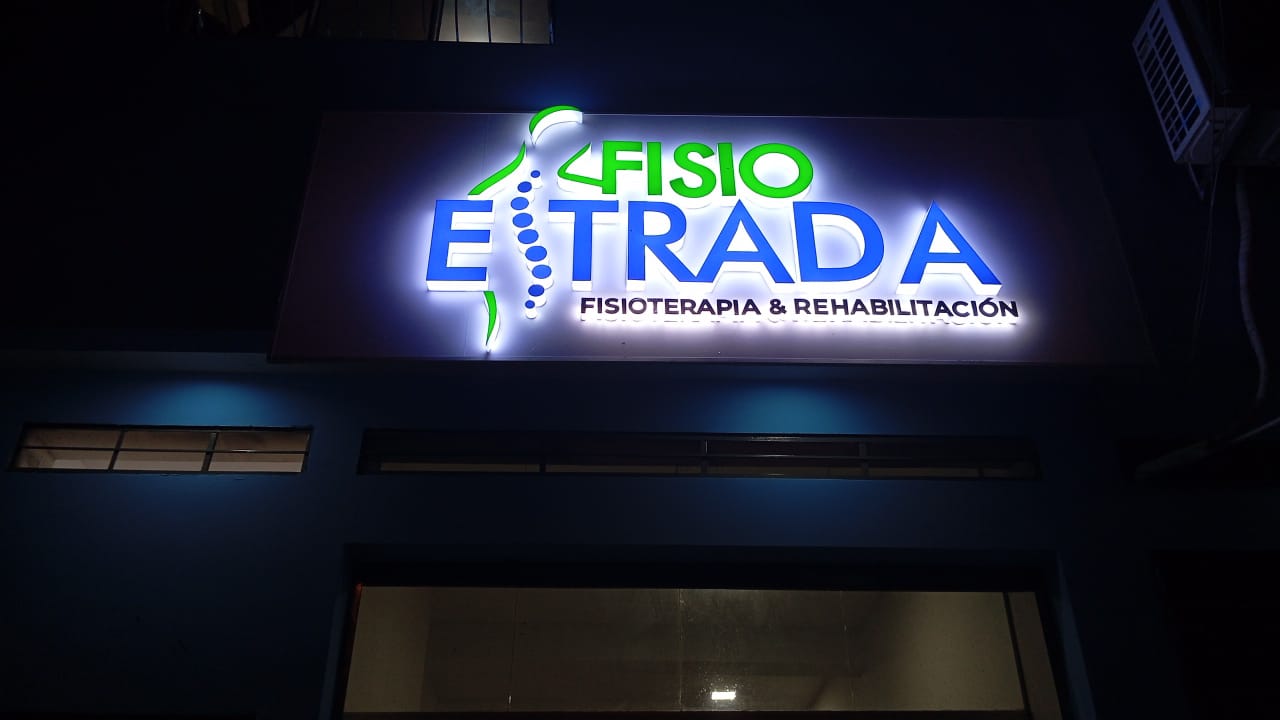 FISIO
ESTRADA
FISIOTERAPIA & REHABILITACIÓN